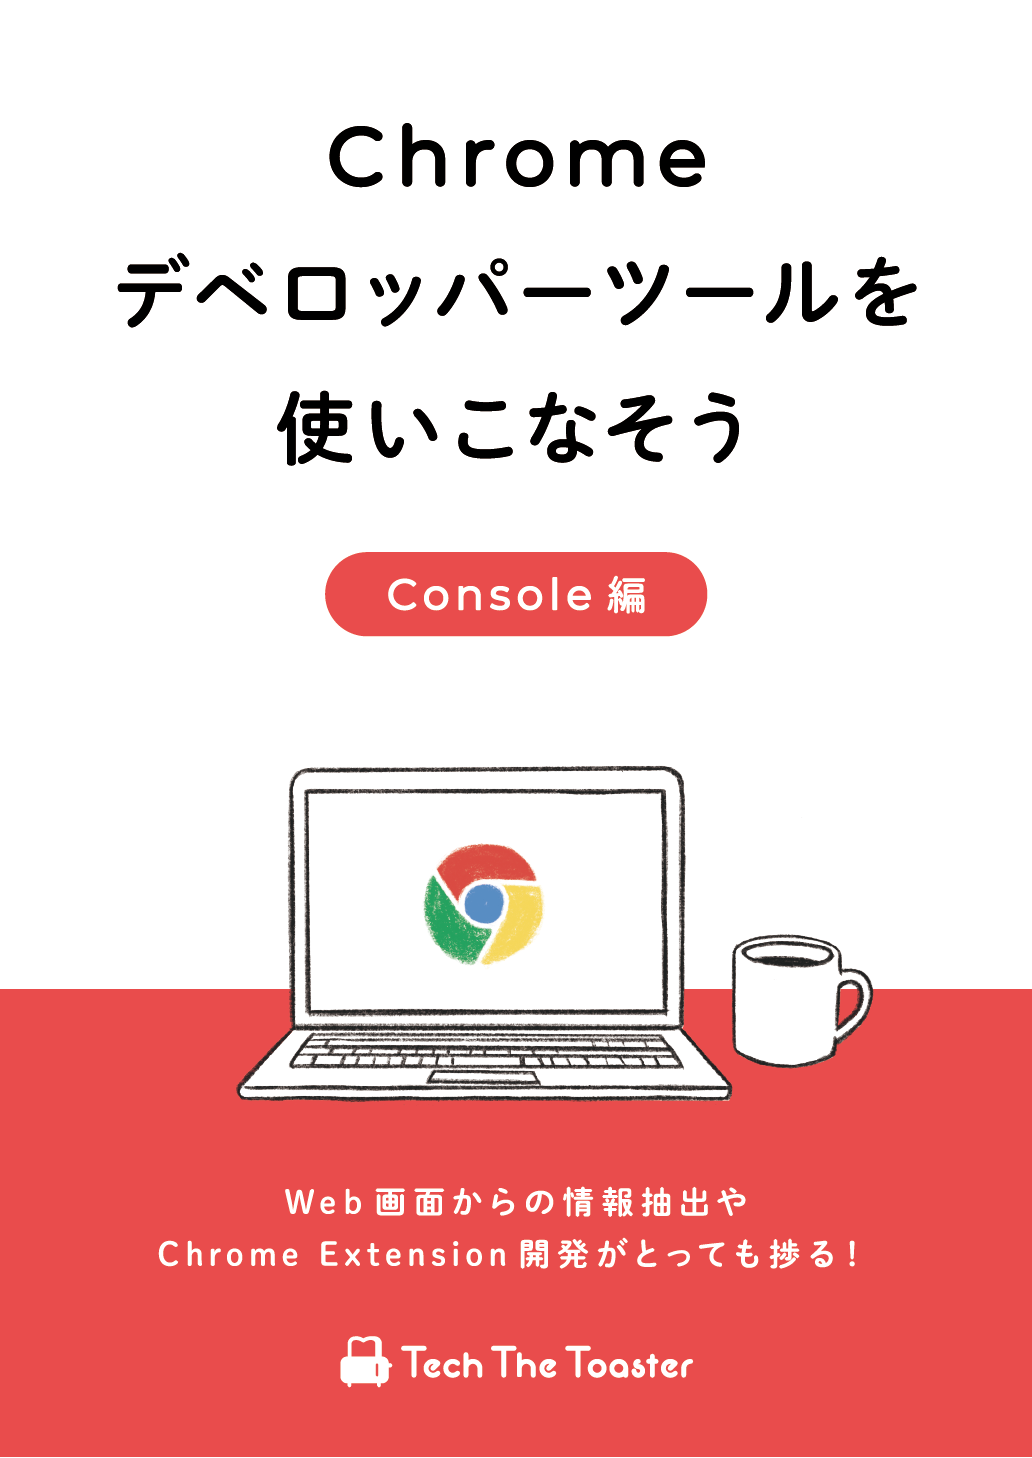 Chrome
デベロッパーツールを
使いこなそう
Console 編
Web 画面からの情報抽出や
Chrome Extension 開発がとっても捗る!
Tech The Toaster